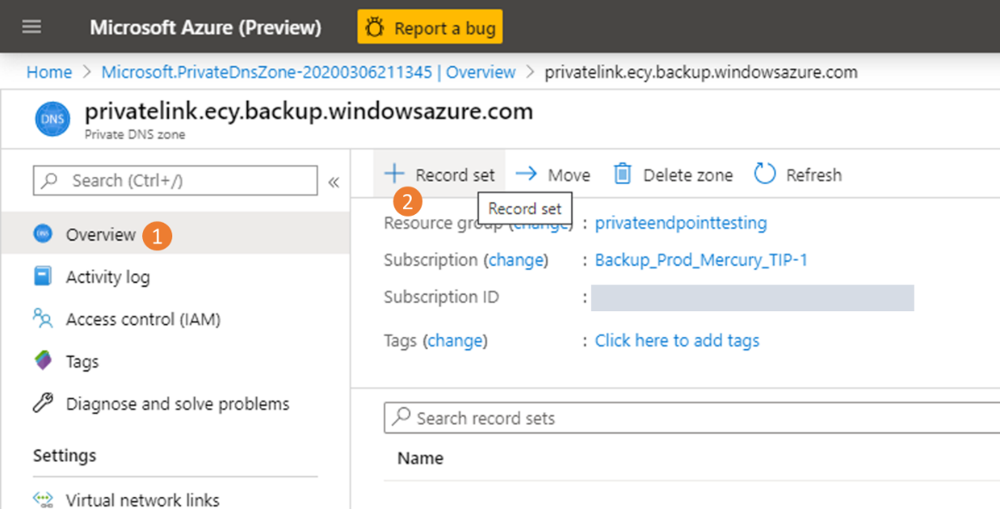 Microsoft Azure (Preview) Report a bug
Home > Microsoft.PrivateDnsZone-20200306211345 | Overview > privatelink.ecy.backup.windowsazure.com
DNS privatelink.ecy.backup.windowsazure.com
Private DNS zone
Search (Ctrl+/) «
Overview 1
Activity log
Access control (IAM)
Tags
Diagnose and solve problems
Settings
Virtual network links
+ Record set → Move Delete zone Refresh
2 Record set
Resource group (change) : privateendpointtesting
Subscription (change) : Backup_Prod_Mercury_TIP-1
Subscription ID :
Tags (change) : Click here to add tags
Search record sets
Name